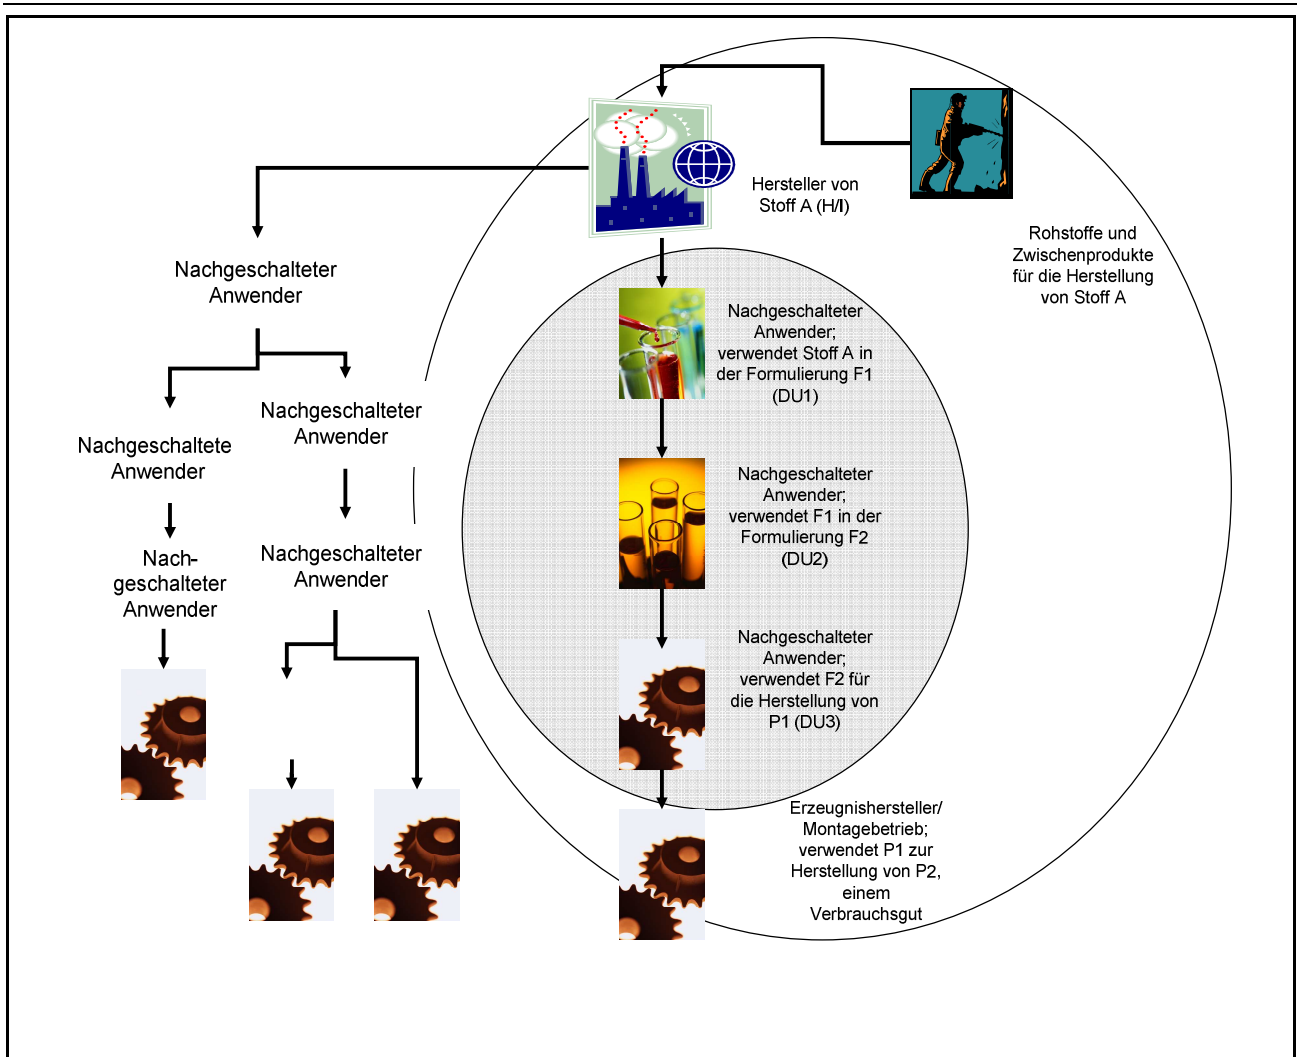 Hersteller von
Stoff A (H/I)
Rohstoffe und
Zwischenprodukte
für die Herstellung
von Stoff A
Nachgeschalteter
Anwender
Nachgeschalteter
Anwender;
verwendet Stoff A in
der Formulierung F1
(DU1)
Nachgeschalteter
Anwender
Nachgeschaltete
Anwender
Nachgeschalteter
Anwender;
verwendet F1 in der
Formulierung F2
(DU2)
Nachgeschalteter
Anwender
Nach-
geschalteter
Anwender
Nachgeschalteter
Anwender;
verwendet F2 für
die Herstellung von
P1 (DU3)
Erzeugnishersteller/
Montagebetrieb;
verwendet P1 zur
Herstellung von P2,
einem
Verbrauchsgut